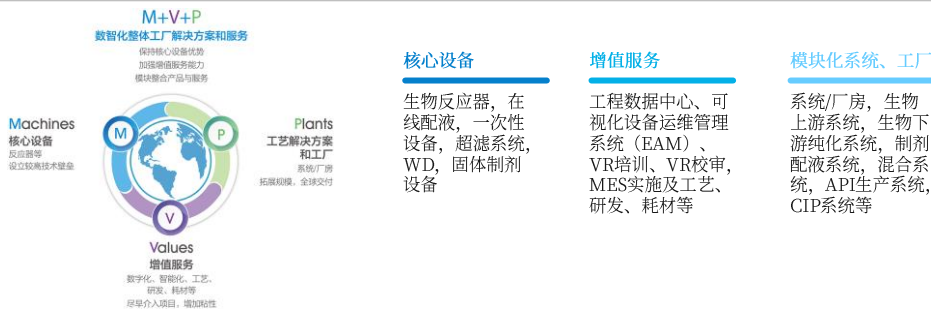 M+V+P
数智化整体工厂解决方案和服务
保持核心设备优势
加强增值服务能力
模块整合产品与服务
Machines
核心设备
反应器等
设立较高技术壁垒
M
P
V
Plants
工艺解决方案
和工厂
系统/厂房
拓展规模，全球交付
Values
增值服务
数字化、智能化、工艺、
研发、耗材等
尽早介入项目，增加粘性
核心设备
生物反应器，在
线配液，一次性
设备，超滤系统，
WD，固体制剂
设备
增值服务
工程数据中心、可
视化设备运维管理
系统（EAM）、
VR培训、VR校审，
MES实施及工艺、
研发、耗材等
模块化系统、工厂
系统/厂房，生物
上游系统，生物下
游纯化系统，制剂
配液系统，混合系
统，API生产系统，
CIP系统等